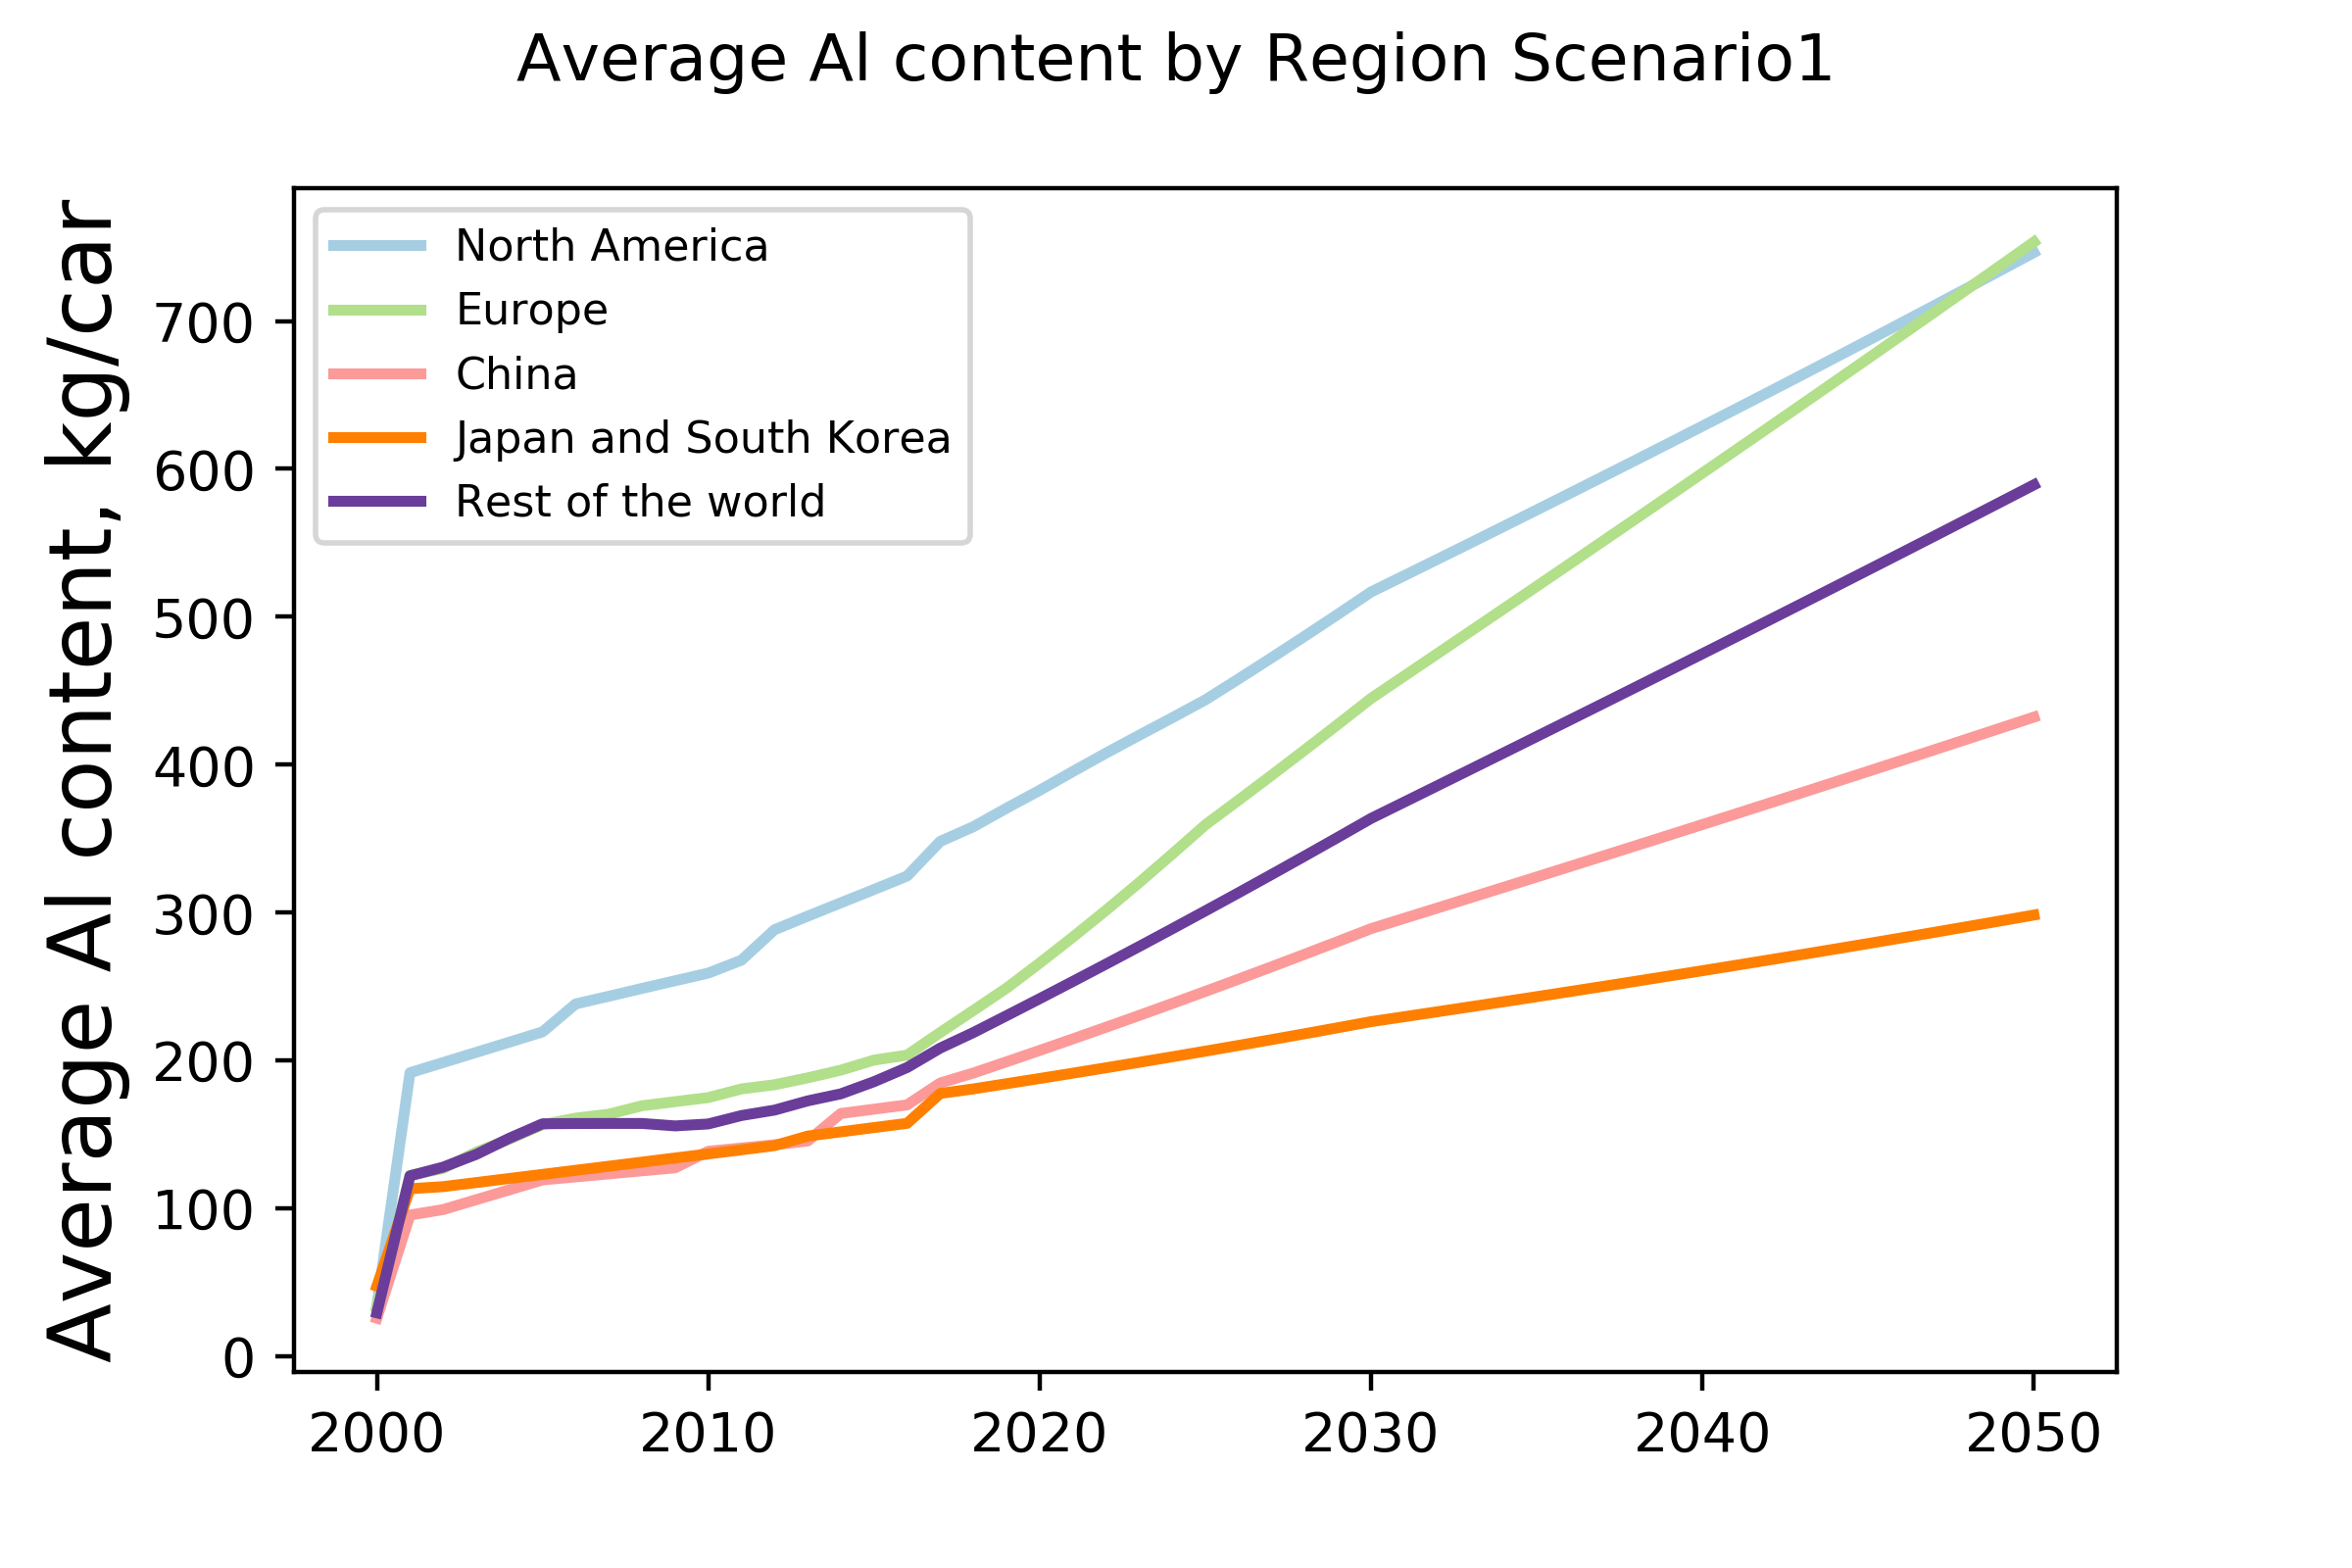 Average Al content by Region Scenario1
Average Al content, kg/car
North America
Europe
China
Japan and South Korea
Rest of the world
700
600
500
400
300
200
100
0
2000 2010 2020 2030 2040 2050